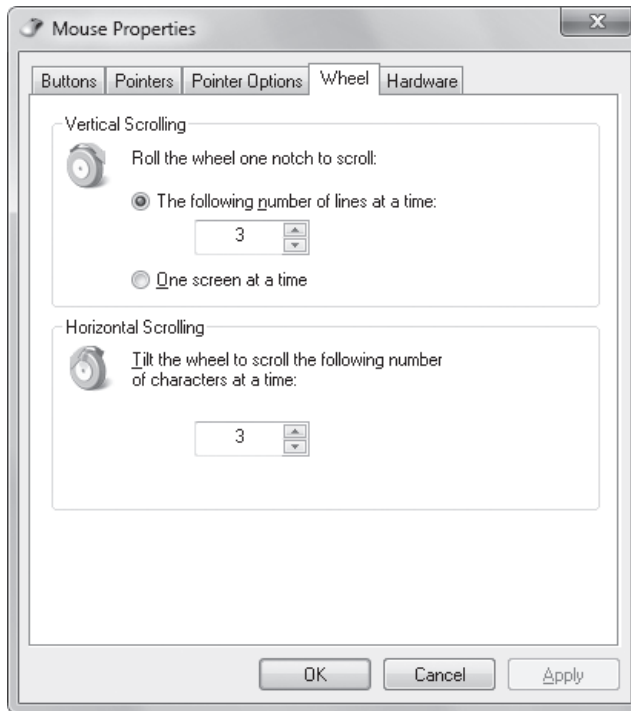 Mouse Properties
Buttons Pointers Pointer Options Wheel Hardware
Vertical Scrolling
Roll the wheel one notch to scroll:
The following number of lines at a time:
3
One screen at a time
Horizontal Scrolling
Tilt the wheel to scroll the following number
of characters at a time:
3
OK Cancel Apply